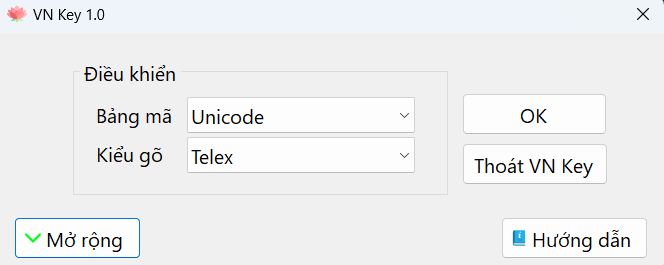 VN Key 1.0
Điều khiển
Bảng mã
Unicode
OK
Kiểu gõ
Telex
Thoát VN Key
Mở rộng
Hướng dẫn